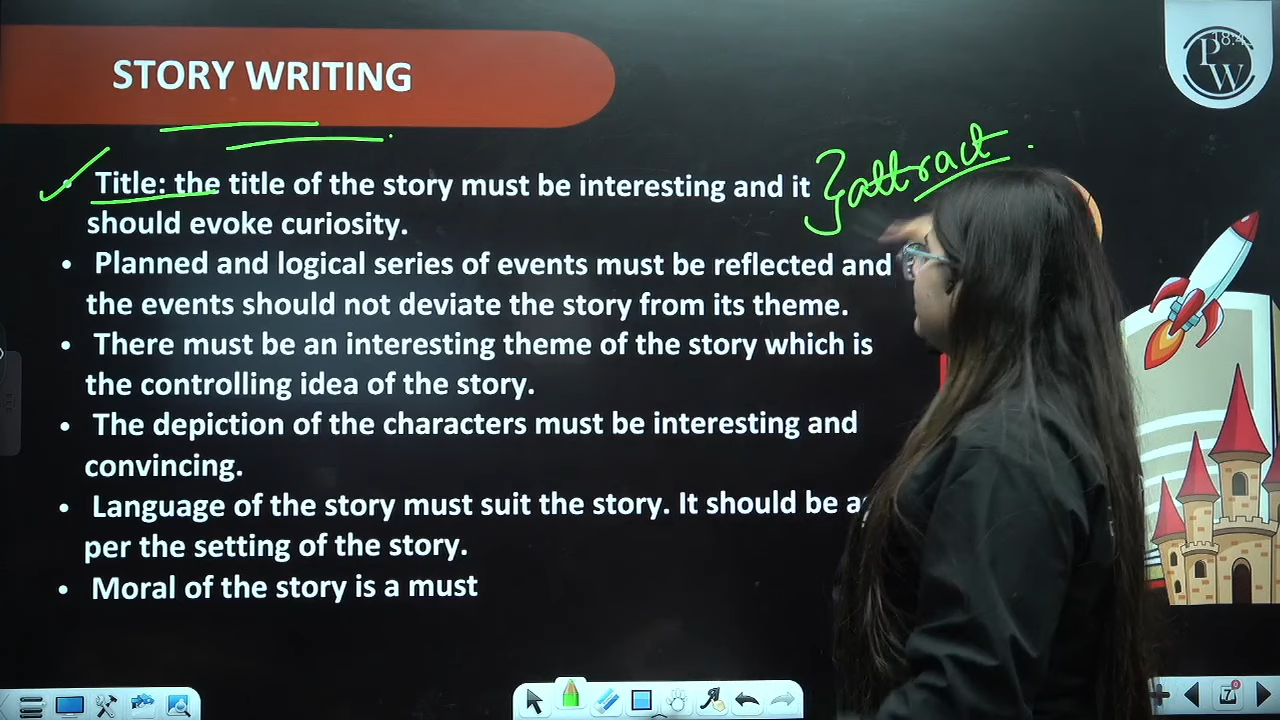 STORY WRITING
PW
18:4
• Title: the title of the story must be interesting and it
should evoke curiosity.
attract
• Planned and logical series of events must be reflected and
the events should not deviate the story from its theme.
• There must be an interesting theme of the story which is
the controlling idea of the story.
• The depiction of the characters must be interesting and
convincing.
• Language of the story must suit the story. It should be a
per the setting of the story.
• Moral of the story is a must
7